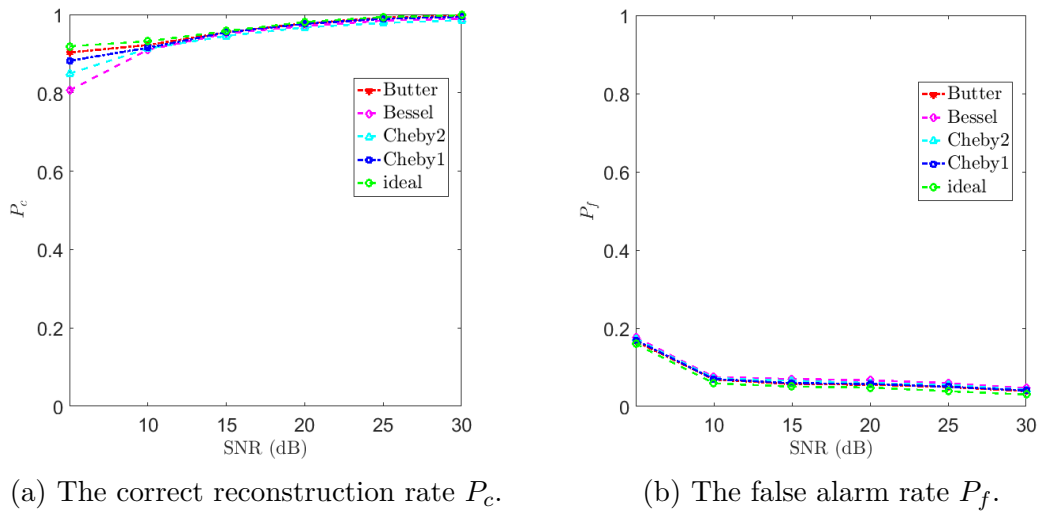 1
0.8
0.6
0.4
0.2
0
P_c
10 15 20 25 30
SNR (dB)
Butter
Bessel
Cheby2
Cheby1
ideal
(a) The correct reconstruction rate P_c.
1
0.8
0.6
0.4
0.2
0
P_f
10 15 20 25 30
SNR (dB)
Butter
Bessel
Cheby2
Cheby1
ideal
(b) The false alarm rate P_f.